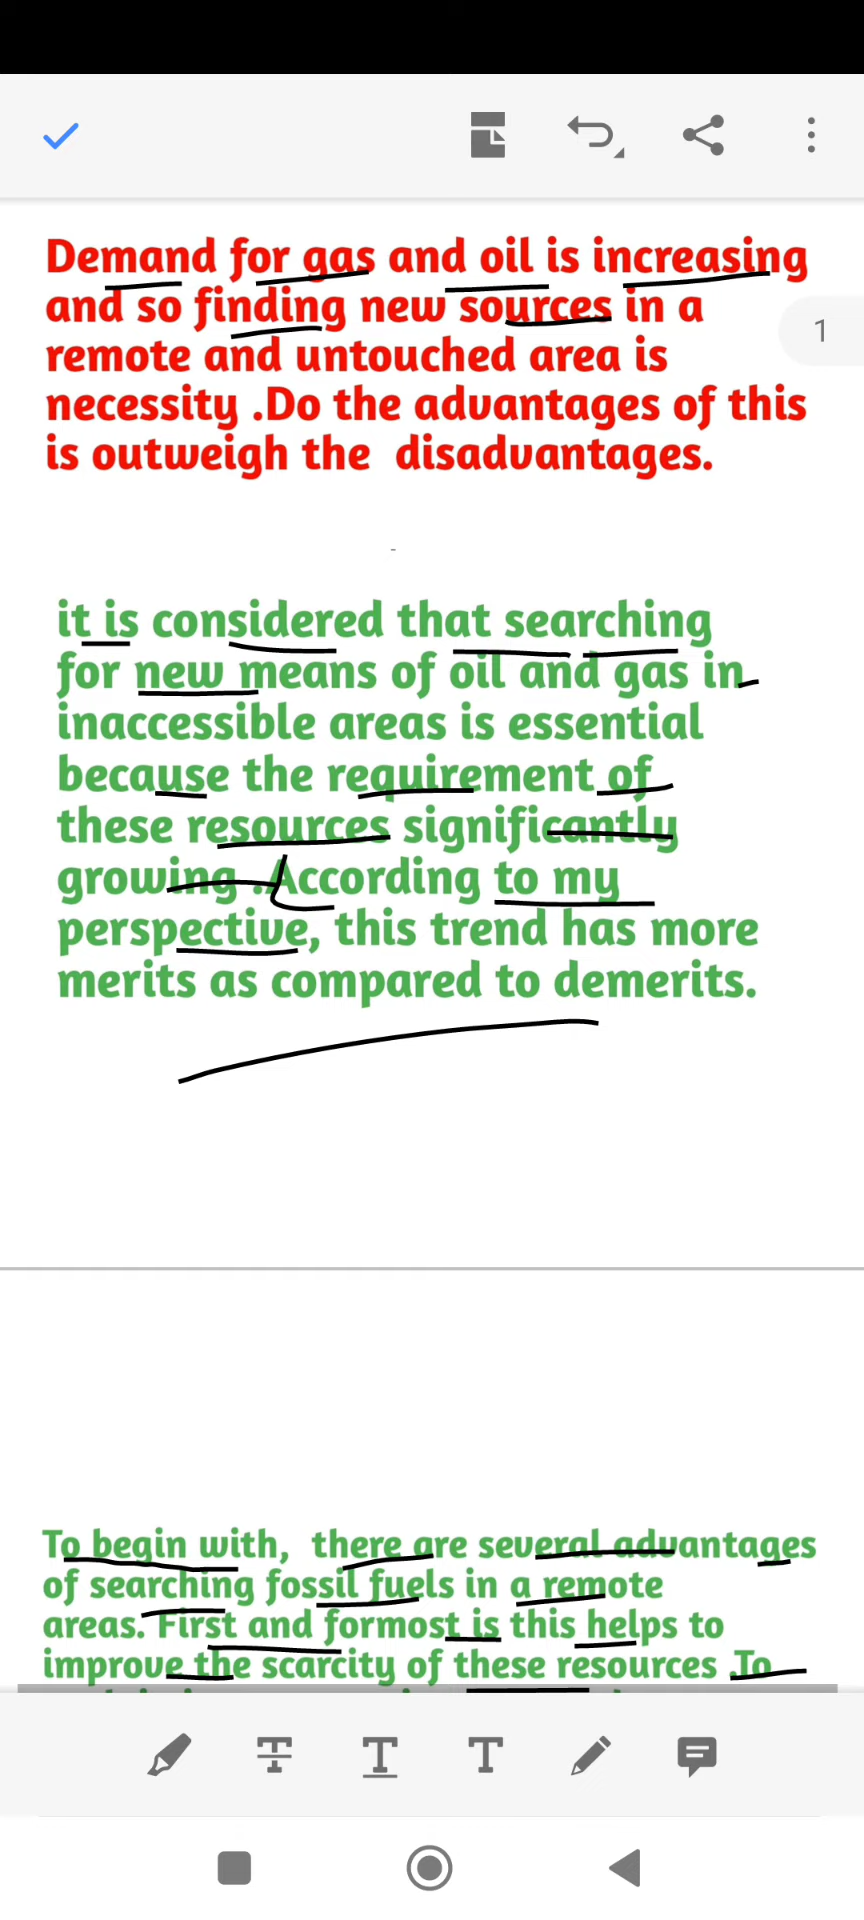 Demand for gas and oil is increasing
and so finding new sources in a
remote and untouched area is
necessity .Do the advantages of this
is outweigh the disadvantages.
1
it is considered that searching
for new means of oil and gas in
inaccessible areas is essential
because the requirement of
these resources significantly
growing .According to my
perspective, this trend has more
merits as compared to demerits.
To begin with, there are several advantages
of searching fossil fuels in a remote
areas. First and formost is this helps to
improve the scarcity of these resources .To